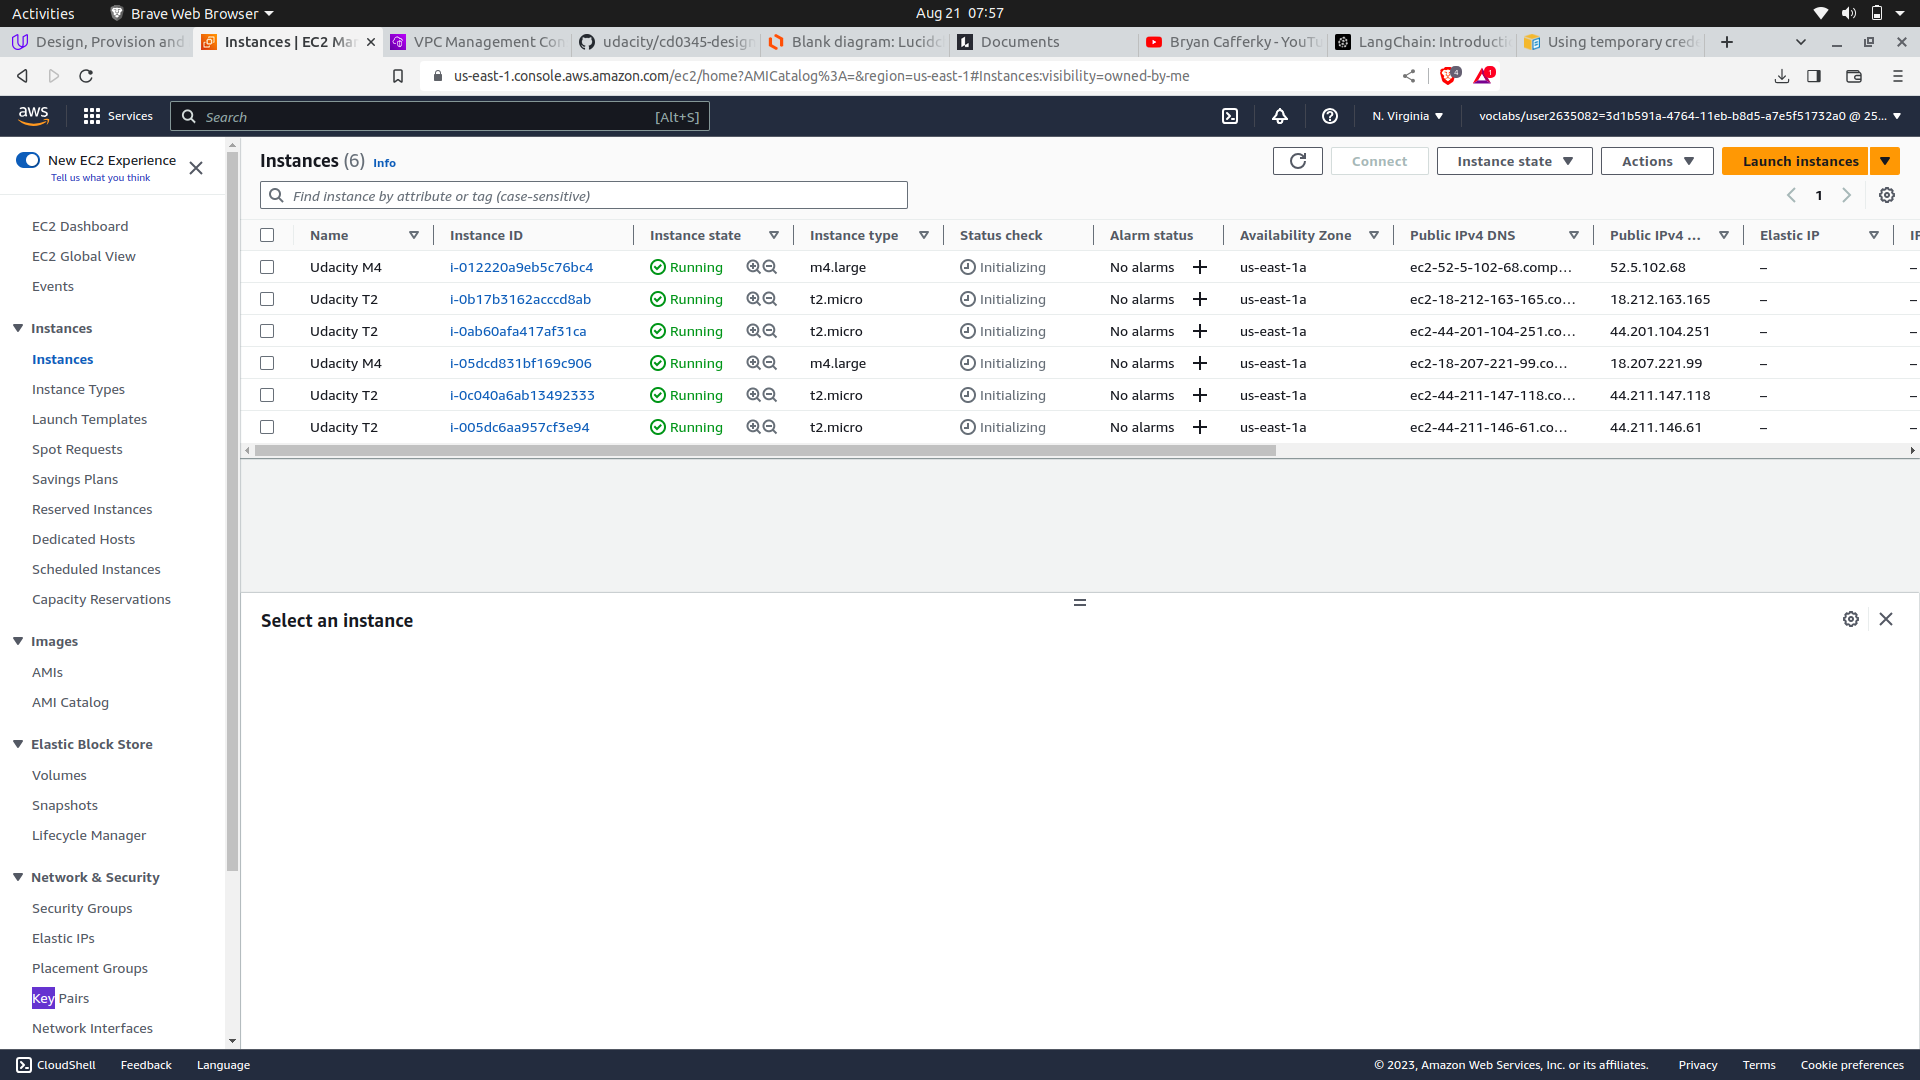 Activities Brave Web Browser Aug 21 07:57
Design, Provision and Instances | EC2 Mar VPC Management Con udacity/cd0345-design Blank diagram: Lucidc Documents Bryan Cafferky - YouTu LangChain: Introducti Using temporary crede
us-east-1.console.aws.amazon.com/ec2/home?AMICatalog%3A=&region=us-east-1#Instances:visibility=owned-by-me 4 1
aws Services Search [Alt+S] N. Virginia voclabs/user2635082=3d1b591a-4764-11eb-b8d5-a7e5f51732a0 @ 25...
New EC2 Experience
Tell us what you think
EC2 Dashboard
EC2 Global View
Events
Instances
Instances
Instance Types
Launch Templates
Spot Requests
Savings Plans
Reserved Instances
Dedicated Hosts
Scheduled Instances
Capacity Reservations
Images
AMIs
AMI Catalog
Elastic Block Store
Volumes
Snapshots
Lifecycle Manager
Network & Security
Security Groups
Elastic IPs
Placement Groups
Key Pairs
Network Interfaces
Instances (6) Info Connect Instance state Actions Launch instances
Find instance by attribute or tag (case-sensitive) 1
Name Instance ID Instance state Instance type Status check Alarm status Availability Zone Public IPv4 DNS Public IPv4 ... Elastic IP IP
Udacity M4 i-012220a9eb5c76bc4 Running m4.large Initializing No alarms us-east-1a ec2-52-5-102-68.comp... 52.5.102.68 – –
Udacity T2 i-0b17b3162acccd8ab Running t2.micro Initializing No alarms us-east-1a ec2-18-212-163-165.co... 18.212.163.165 – –
Udacity T2 i-0ab60afa417af31ca Running t2.micro Initializing No alarms us-east-1a ec2-44-201-104-251.co... 44.201.104.251 – –
Udacity M4 i-05dcd831bf169c906 Running m4.large Initializing No alarms us-east-1a ec2-18-207-221-99.co... 18.207.221.99 – –
Udacity T2 i-0c040a6ab13492333 Running t2.micro Initializing No alarms us-east-1a ec2-44-211-147-118.co... 44.211.147.118 – –
Udacity T2 i-005dc6aa957cf3e94 Running t2.micro Initializing No alarms us-east-1a ec2-44-211-146-61.co... 44.211.146.61 – –
Select an instance
CloudShell Feedback Language © 2023, Amazon Web Services, Inc. or its affiliates. Privacy Terms Cookie preferences